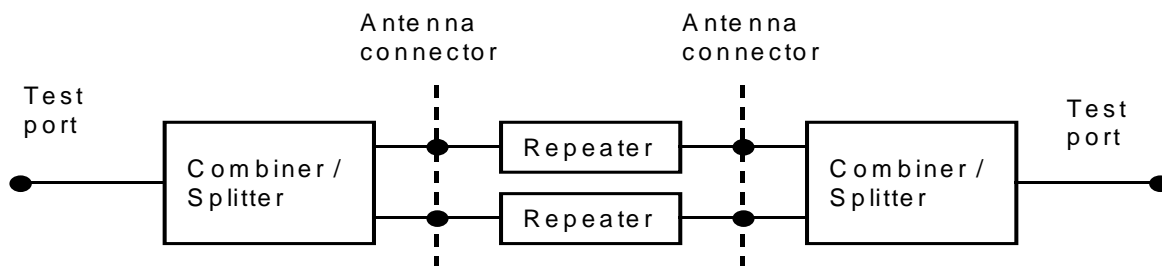 Antenna
connector
Antenna
connector
Test
port
Test
port
Combiner/
Splitter
Repeater
Combiner/
Splitter
Repeater